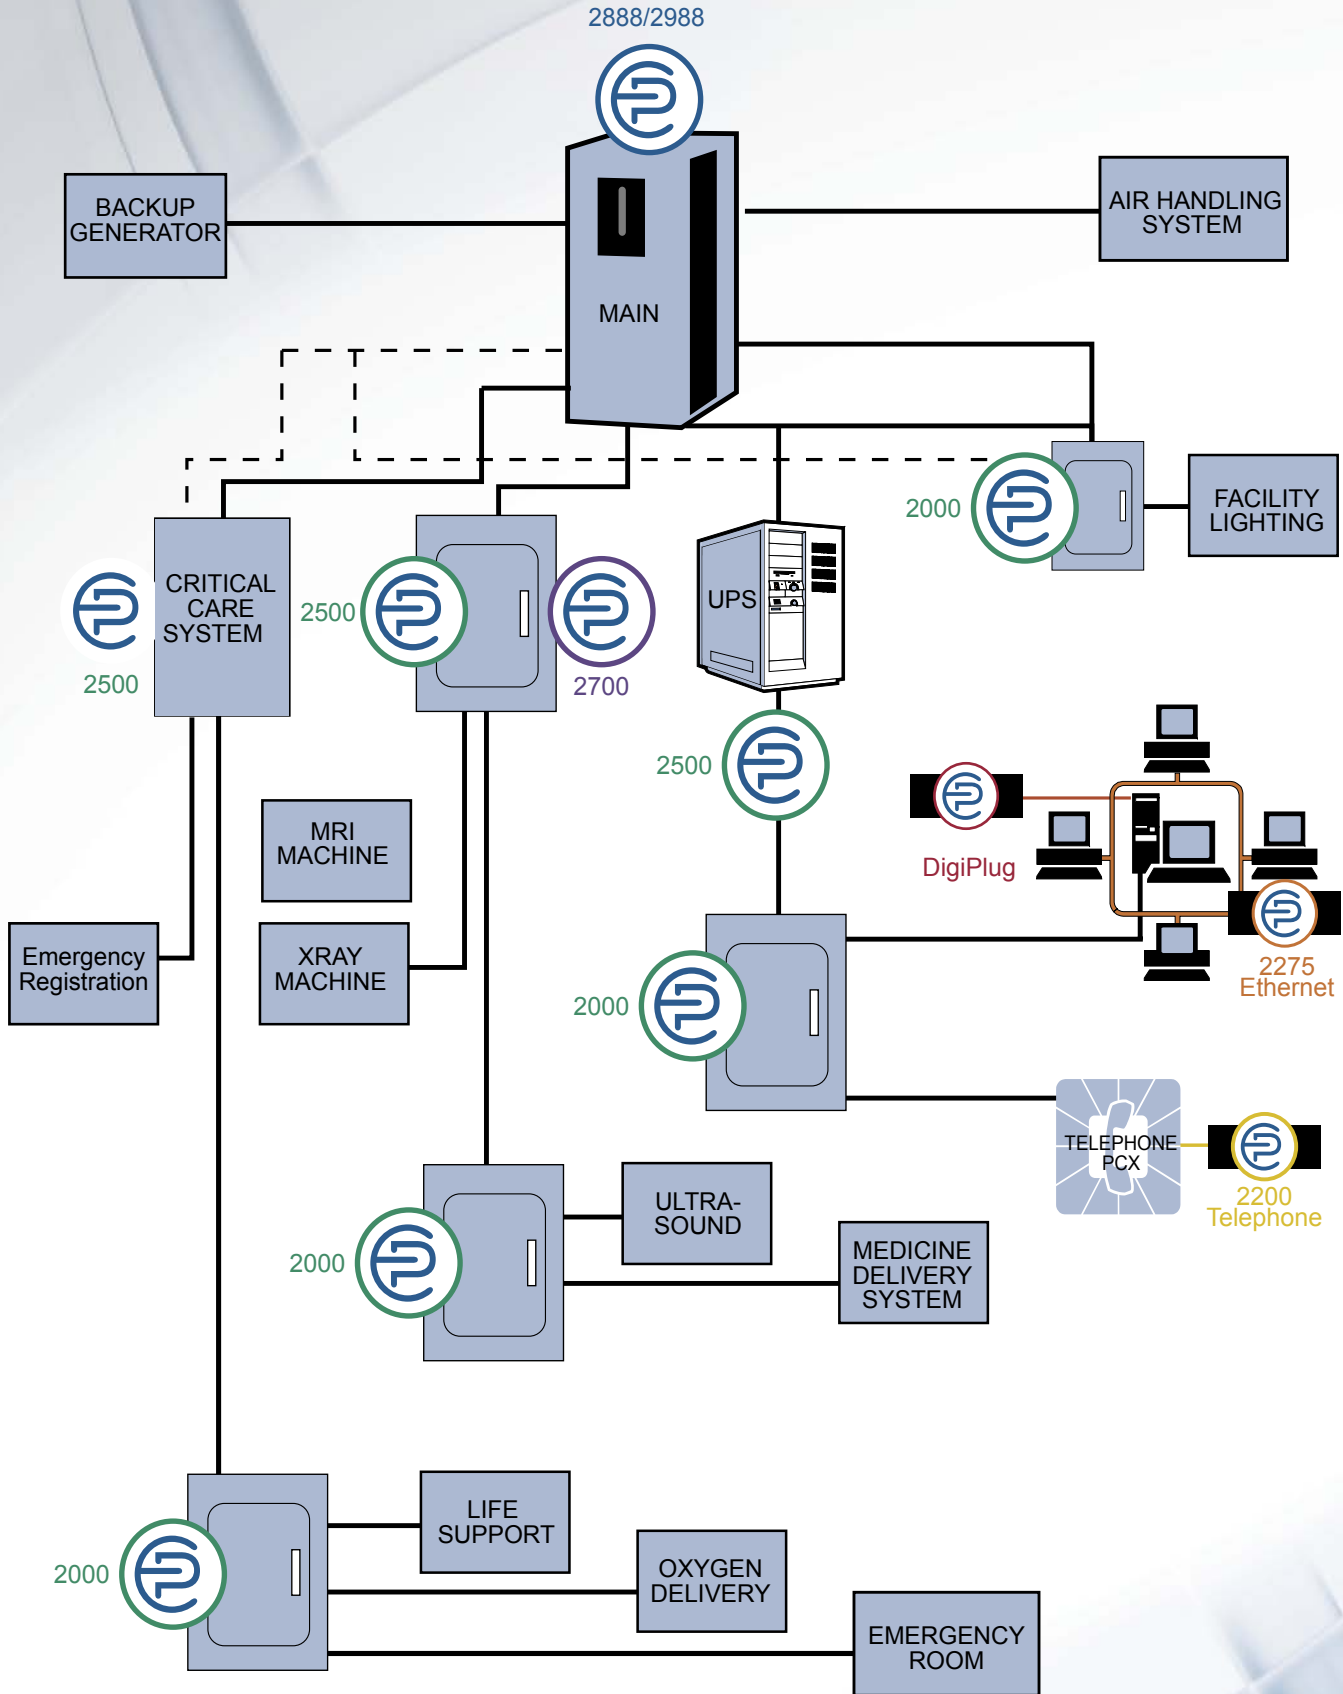 2888/2988
BACKUP
GENERATOR
AIR HANDLING
SYSTEM
MAIN
2000
FACILITY
LIGHTING
CRITICAL
CARE
SYSTEM
2500
2500
2700
UPS
2500
DigiPlug
2275
Ethernet
MRI
MACHINE
Emergency
Registration
XRAY
MACHINE
2000
TELEPHONE
PCX
2200
Telephone
2000
ULTRA-
SOUND
MEDICINE
DELIVERY
SYSTEM
2000
LIFE
SUPPORT
OXYGEN
DELIVERY
EMERGENCY
ROOM